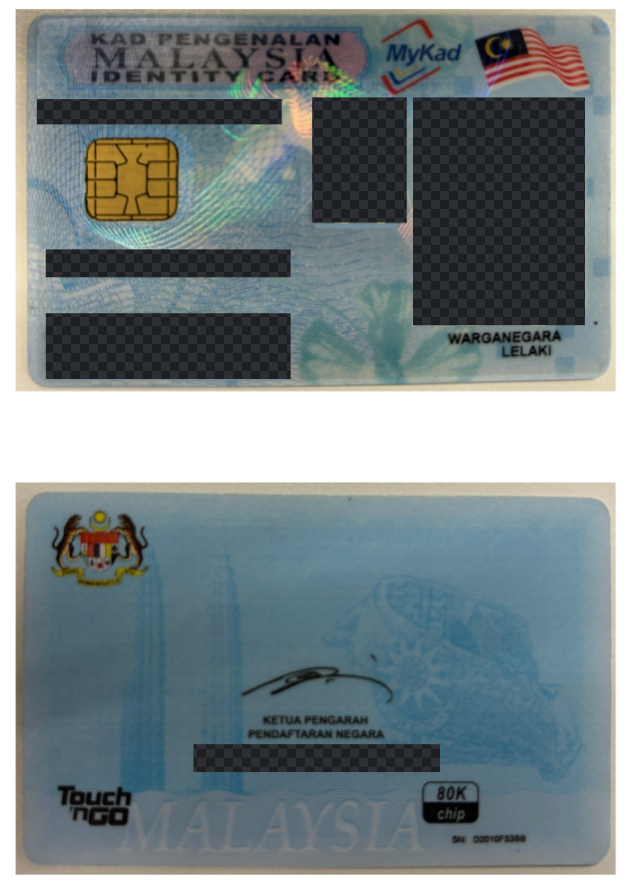 KAD PENGENALAN
MALAYSIA
IDENTITY CARD
MyKad
WARGANEGARA
LELAKI
KETUA PENGARAH
PENDAFTARAN NEGARA
Touch
'n GO
80K
chip
MALAYSIA